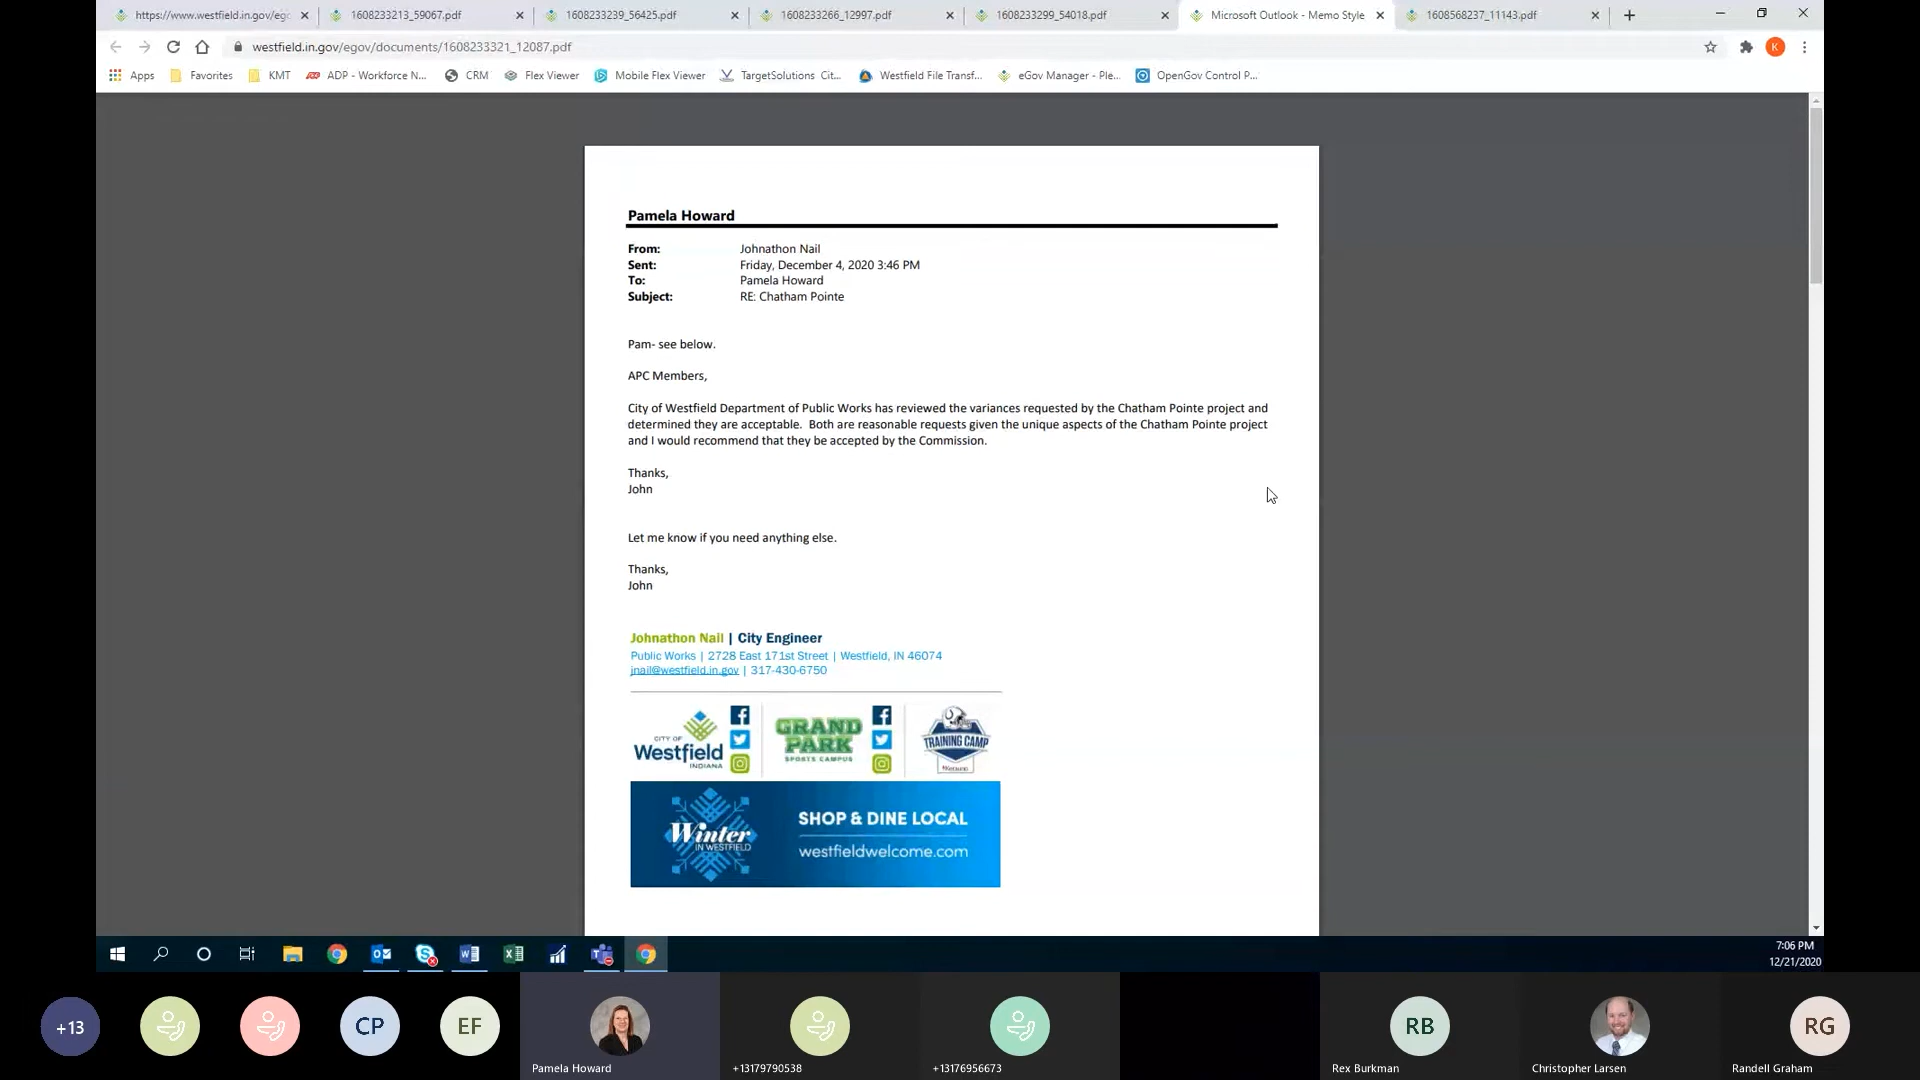 https://www.westfield.in.gov/ego
1608233213_59067.pdf
1608233239_56425.pdf
1608233266_12997.pdf
1608233299_54018.pdf
Microsoft Outlook - Memo Style
1608568237_11143.pdf
westfield.in.gov/egov/documents/1608233321_12087.pdf
K
Apps
Favorites
KMT
ADP - Workforce N...
CRM
Flex Viewer
Mobile Flex Viewer
TargetSolutions Cit...
Westfield File Transf...
eGov Manager - Ple...
OpenGov Control P...
Pamela Howard
From: Johnathon Nail
Sent: Friday, December 4, 2020 3:46 PM
To: Pamela Howard
Subject: RE: Chatham Pointe
Pam- see below.
APC Members,
City of Westfield Department of Public Works has reviewed the variances requested by the Chatham Pointe project and
determined they are acceptable.  Both are reasonable requests given the unique aspects of the Chatham Pointe project
and I would recommend that they be accepted by the Commission.
Thanks,
John
Let me know if you need anything else.
Thanks,
John
Johnathon Nail | City Engineer
Public Works | 2728 East 171st Street | Westfield, IN 46074
jnail@westfield.in.gov | 317-430-6750
CITY OF
Westfield
INDIANA
GRAND
PARK
SPORTS CAMPUS
TRAINING CAMP
Winter
IN WESTFIELD
SHOP & DINE LOCAL
westfieldwelcome.com
7:06 PM
12/21/2020
+13
CP
EF
RB
RG
Pamela Howard
+13179790538
+13176956673
Rex Burkman
Christopher Larsen
Randell Graham